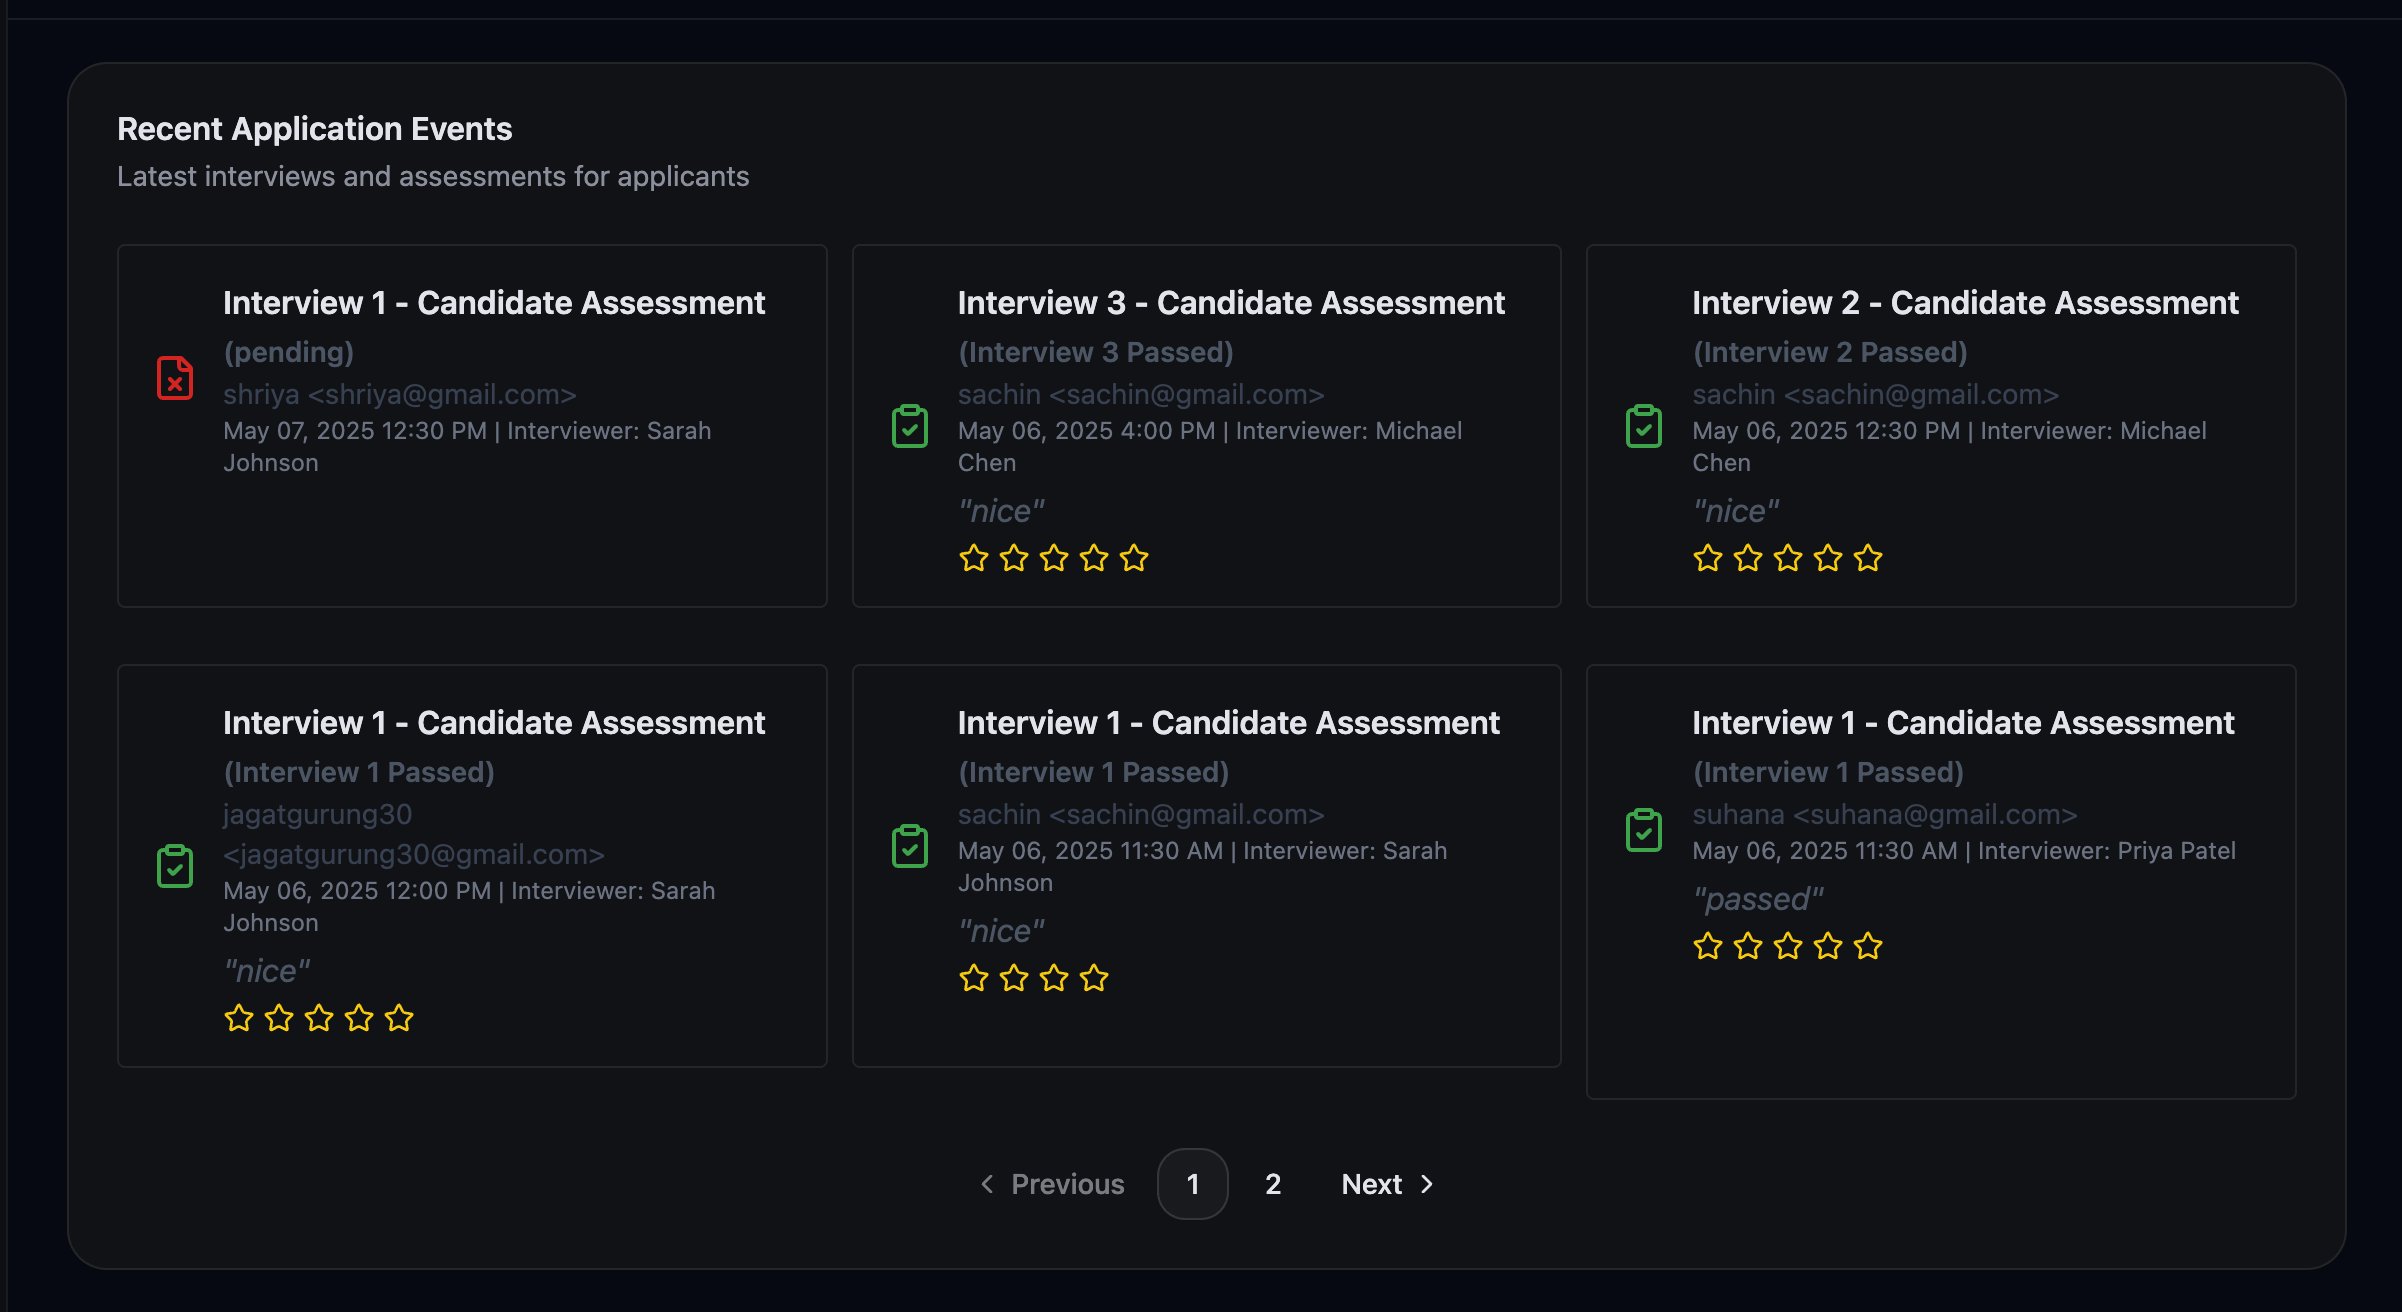 Recent Application Events
Latest interviews and assessments for applicants
Interview 1 - Candidate Assessment
(pending)
shriya <shriya@gmail.com>
May 07, 2025 12:30 PM | Interviewer: Sarah
Johnson
Interview 3 - Candidate Assessment
(Interview 3 Passed)
sachin <sachin@gmail.com>
May 06, 2025 4:00 PM | Interviewer: Michael
Chen
"nice"
Interview 2 - Candidate Assessment
(Interview 2 Passed)
sachin <sachin@gmail.com>
May 06, 2025 12:30 PM | Interviewer: Michael
Chen
"nice"
Interview 1 - Candidate Assessment
(Interview 1 Passed)
jagatgurung30
<jagatgurung30@gmail.com>
May 06, 2025 12:00 PM | Interviewer: Sarah
Johnson
"nice"
Interview 1 - Candidate Assessment
(Interview 1 Passed)
sachin <sachin@gmail.com>
May 06, 2025 11:30 AM | Interviewer: Sarah
Johnson
"nice"
Interview 1 - Candidate Assessment
(Interview 1 Passed)
suhana <suhana@gmail.com>
May 06, 2025 11:30 AM | Interviewer: Priya Patel
"passed"
Previous 1 2 Next